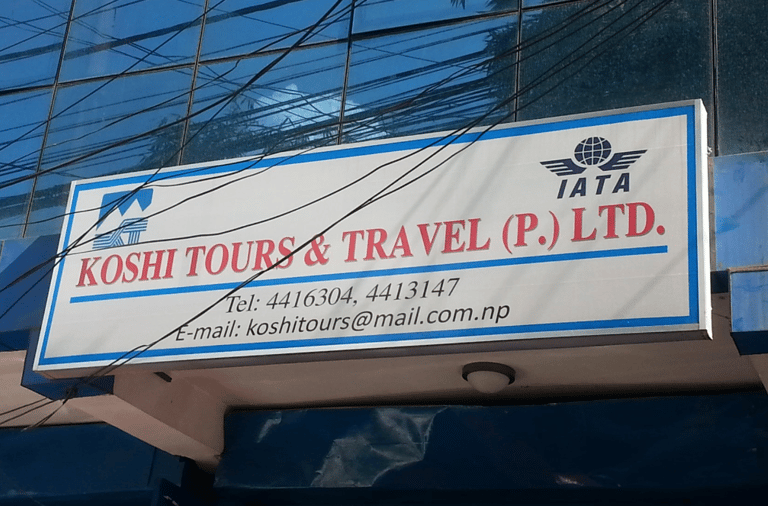 IATA
KOSHI TOURS & TRAVEL (P.) LTD.
Tel: 4416304, 4413147
E-mail: koshitours@mail.com.np